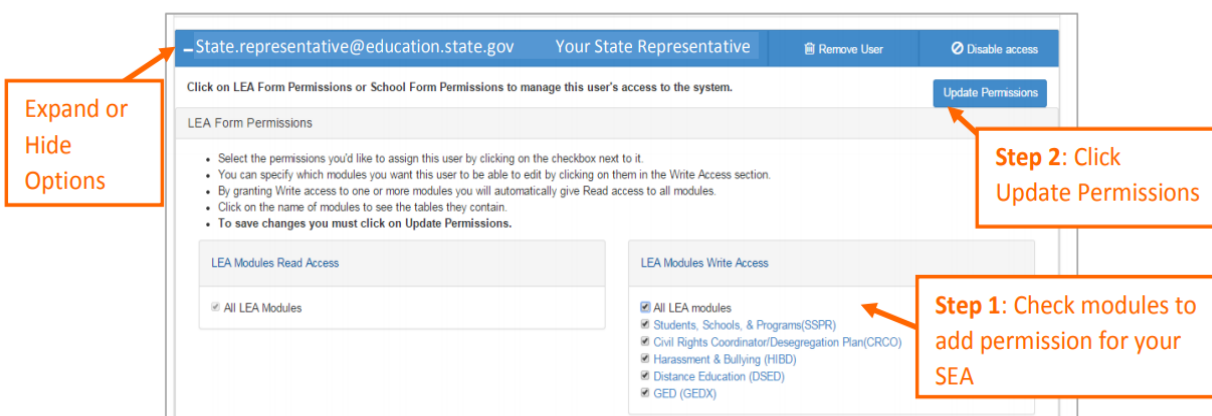 –State.representative@education.state.gov Your State Representative Remove User Disable access
Click on LEA Form Permissions or School Form Permissions to manage this user's access to the system.
Update Permissions
Expand or
Hide
Options
LEA Form Permissions
• Select the permissions you'd like to assign this user by clicking on the checkbox next to it.
• You can specify which modules you want this user to be able to edit by clicking on them in the Write Access section.
• By granting Write access to one or more modules you will automatically give Read access to all modules.
• Click on the name of modules to see the tables they contain.
• To save changes you must click on Update Permissions.
Step 2: Click
Update Permissions
LEA Modules Read Access
All LEA Modules
LEA Modules Write Access
All LEA modules
Students, Schools, & Programs(SSPR)
Civil Rights Coordinator/Desegregation Plan(CRCO)
Harassment & Bullying (HIBD)
Distance Education (DSED)
GED (GEDX)
Step 1: Check modules to
add permission for your
SEA